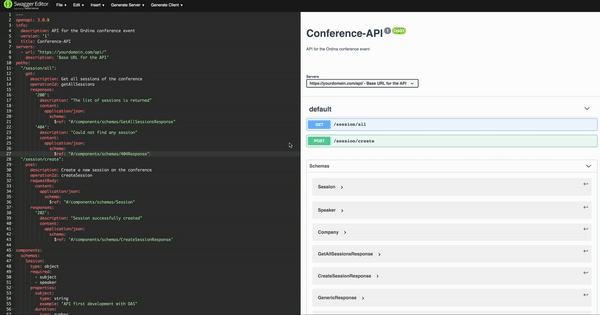 Swagger Editor
File ▾ Edit ▾ Insert ▾ Generate Server ▾ Generate Client ▾
1 ---
2 openapi: 3.0.0
3 info:
4 description: API for the Ordina conference event
5 version: '1'
6 title: Conference-API
7 servers:
8 - url: "https://yourdomain.com/api/"
9 description: 'Base URL for the API'
10 paths:
11 "/session/all":
12 get:
13 description: Get all sessions of the conference
14 operationId: getAllSessions
15 responses:
16 '200':
17 description: "The list of sessions is returned"
18 content:
19 application/json:
20 schema:
21 $ref: "#/components/schemas/GetAllSessionsResponse"
22 '404':
23 description: "Could not find any session"
24 content:
25 application/json:
26 schema:
27 $ref: "#/components/schemas/404Response"
28 "/session/create":
29 post:
30 description: Create a new session on the conference
31 operationId: createSession
32 requestBody:
33 content:
34 application/json:
35 schema:
36 $ref: "#/components/schemas/Session"
37 responses:
38 '202':
39 description: "Session successfully created"
40 content:
41 application/json:
42 schema:
43 $ref: "#/components/schemas/CreateSessionResponse"
44
45 components:
46 schemas:
47 Session:
48 type: object
49 required:
50 - subject
51 - speaker
52 properties:
53 subject:
54 type: string
55 example: "API first development with OAS"
56 duration:
Conference-API 1 OAS3
API for the Ordina conference event
Servers
https://yourdomain.com/api/ - Base URL for the API
default
GET /session/all
POST /session/create
Schemas
Session
Speaker
Company
GetAllSessionsResponse
CreateSessionResponse
GenericResponse